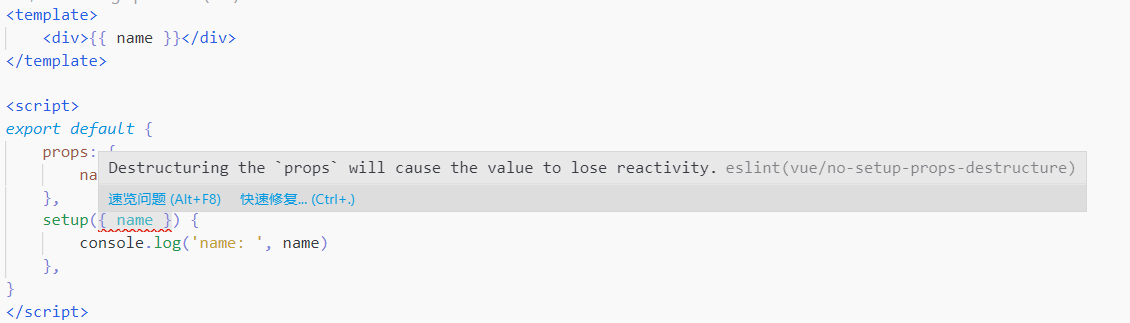 <template>
<div>{{ name }}</div>
</template>
<script>
export default {
props: {
Destructuring the `props` will cause the value to lose reactivity. eslint(vue/no-setup-props-destructure)
na
速览问题 (Alt+F8) 快速修复... (Ctrl+.)
},
setup({ name }) {
console.log('name: ', name)
},
}
</script>